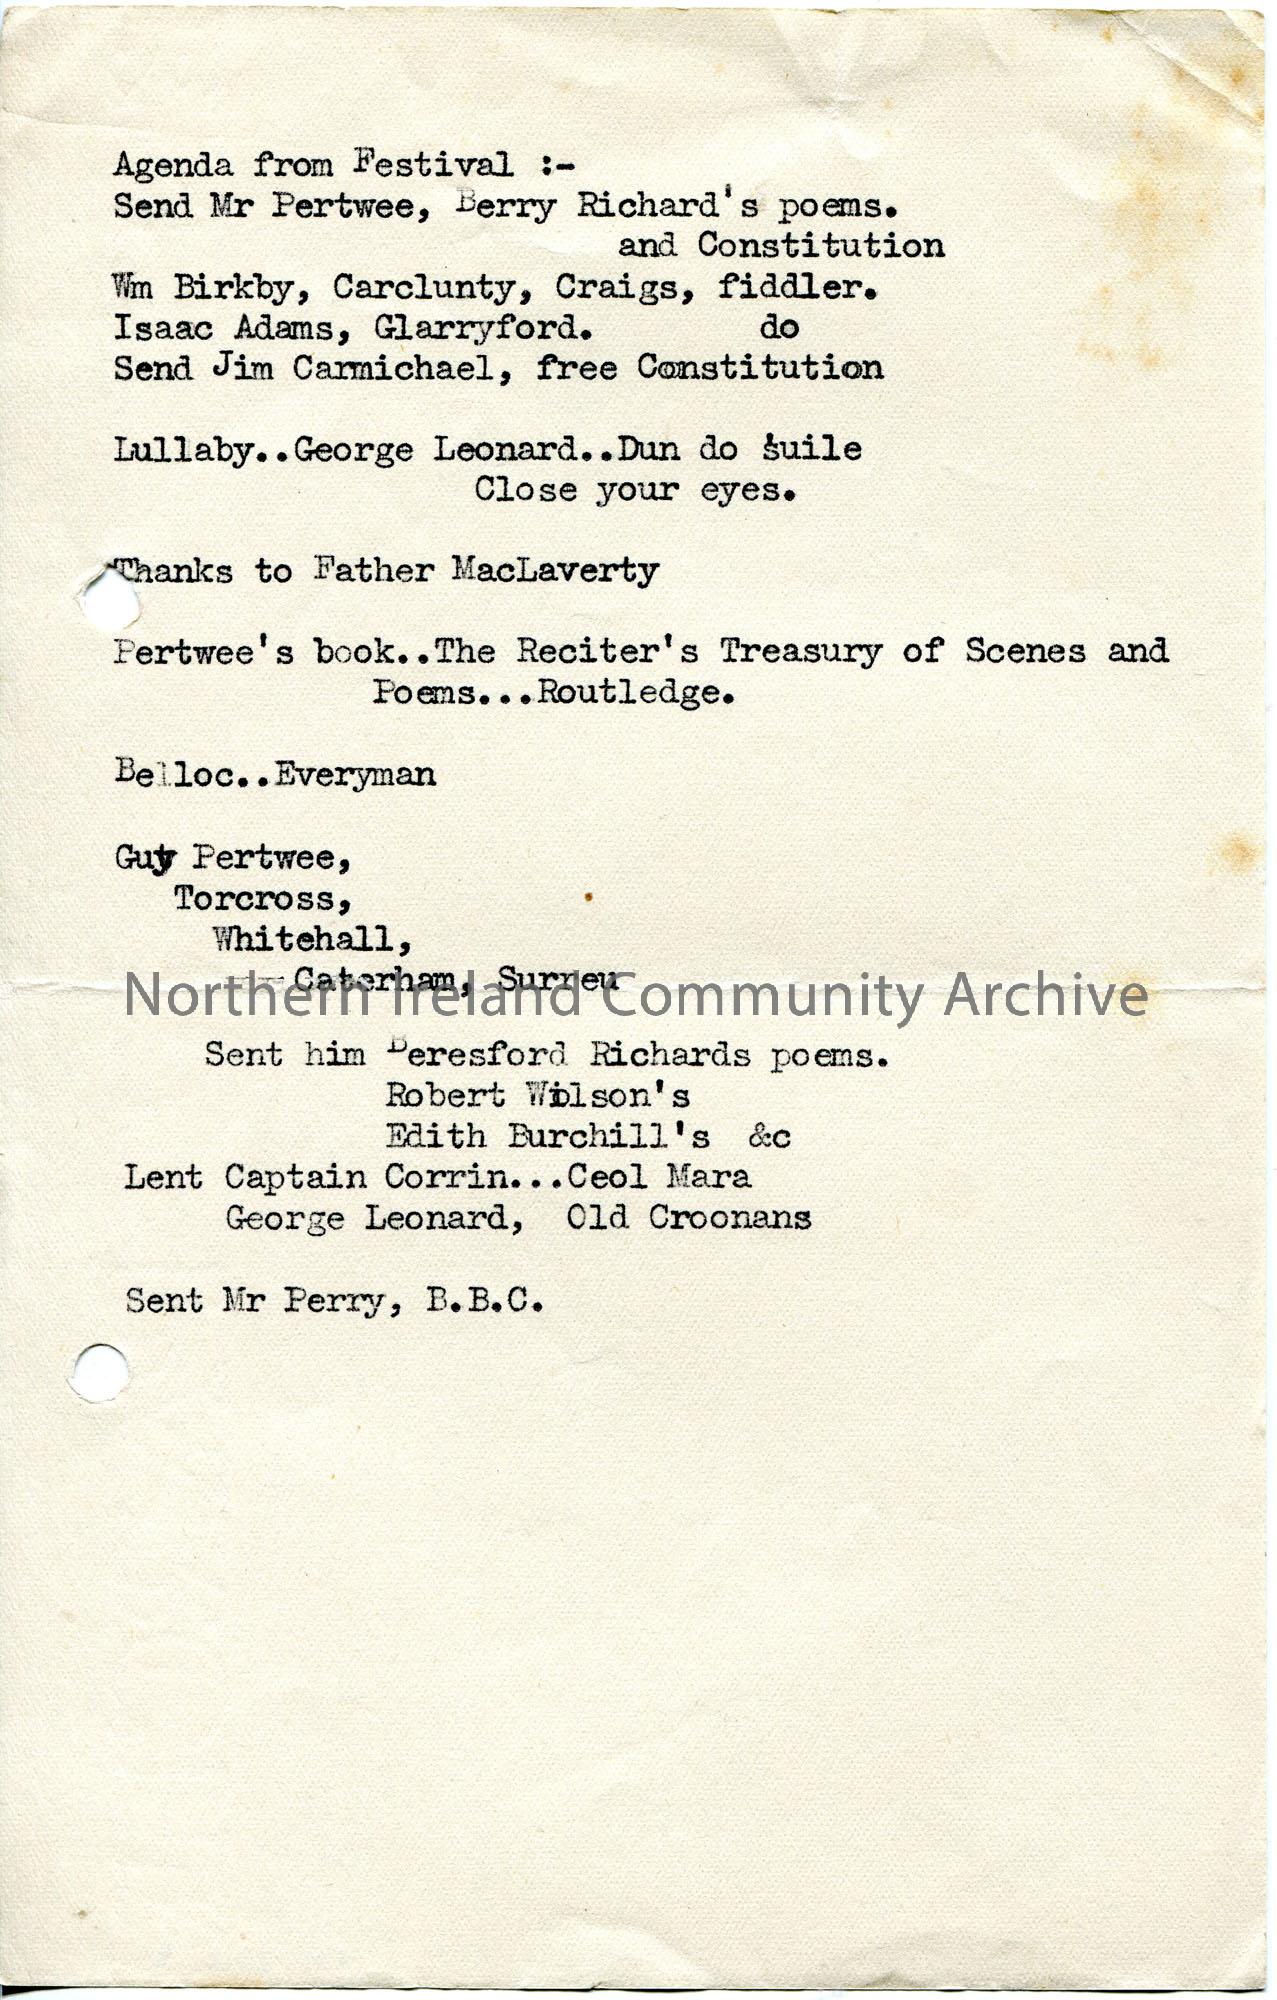 Agenda from Festival :-
Send Mr Pertwee, Berry Richard's poems.
and Constitution
Wm Birkby, Carclunty, Craigs, fiddler.
Isaac Adams, Glarryford. do
Send Jim Carmichael, free Constitution
Lullaby..George Leonard..Dun do ṡuile
Close your eyes.
Thanks to Father MacLaverty
Pertwee's book..The Reciter's Treasury of Scenes and
Poems...Routledge.
Belloc..Everyman
Guy Pertwee,
Torcross,
Whitehall,
Caterham, Surreu
Northern Ireland Community Archive
Sent him Beresford Richards poems.
Robert Wilson's
Edith Burchill's &c
Lent Captain Corrin...Ceol Mara
George Leonard, Old Croonans
Sent Mr Perry, B.B.C.